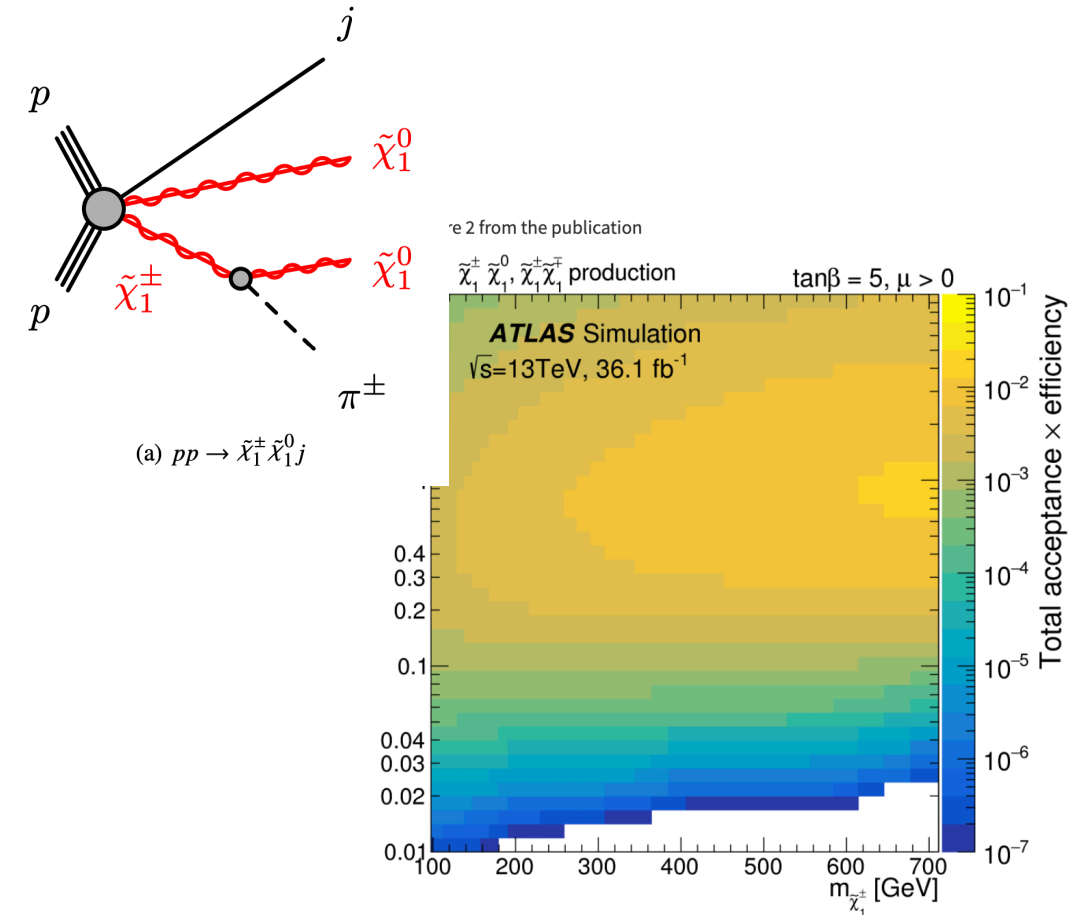 j
p
χ̃₁⁰
χ̃₁⁰
χ̃₁±
p
π±
(a) pp → χ̃₁± χ̃₁⁰ j
re 2 from the publication
χ̃₁± χ̃₁⁰, χ̃₁± χ̃₁∓ production
tanβ = 5, μ > 0
ATLAS Simulation
√s=13TeV, 36.1 fb⁻¹
0.4
0.3
0.2
0.1
0.04
0.03
0.02
0.01
100 200 300 400 500 600 700
m_χ̃₁± [GeV]
10⁻¹
10⁻²
10⁻³
10⁻⁴
10⁻⁵
10⁻⁶
10⁻⁷
Total acceptance × efficiency